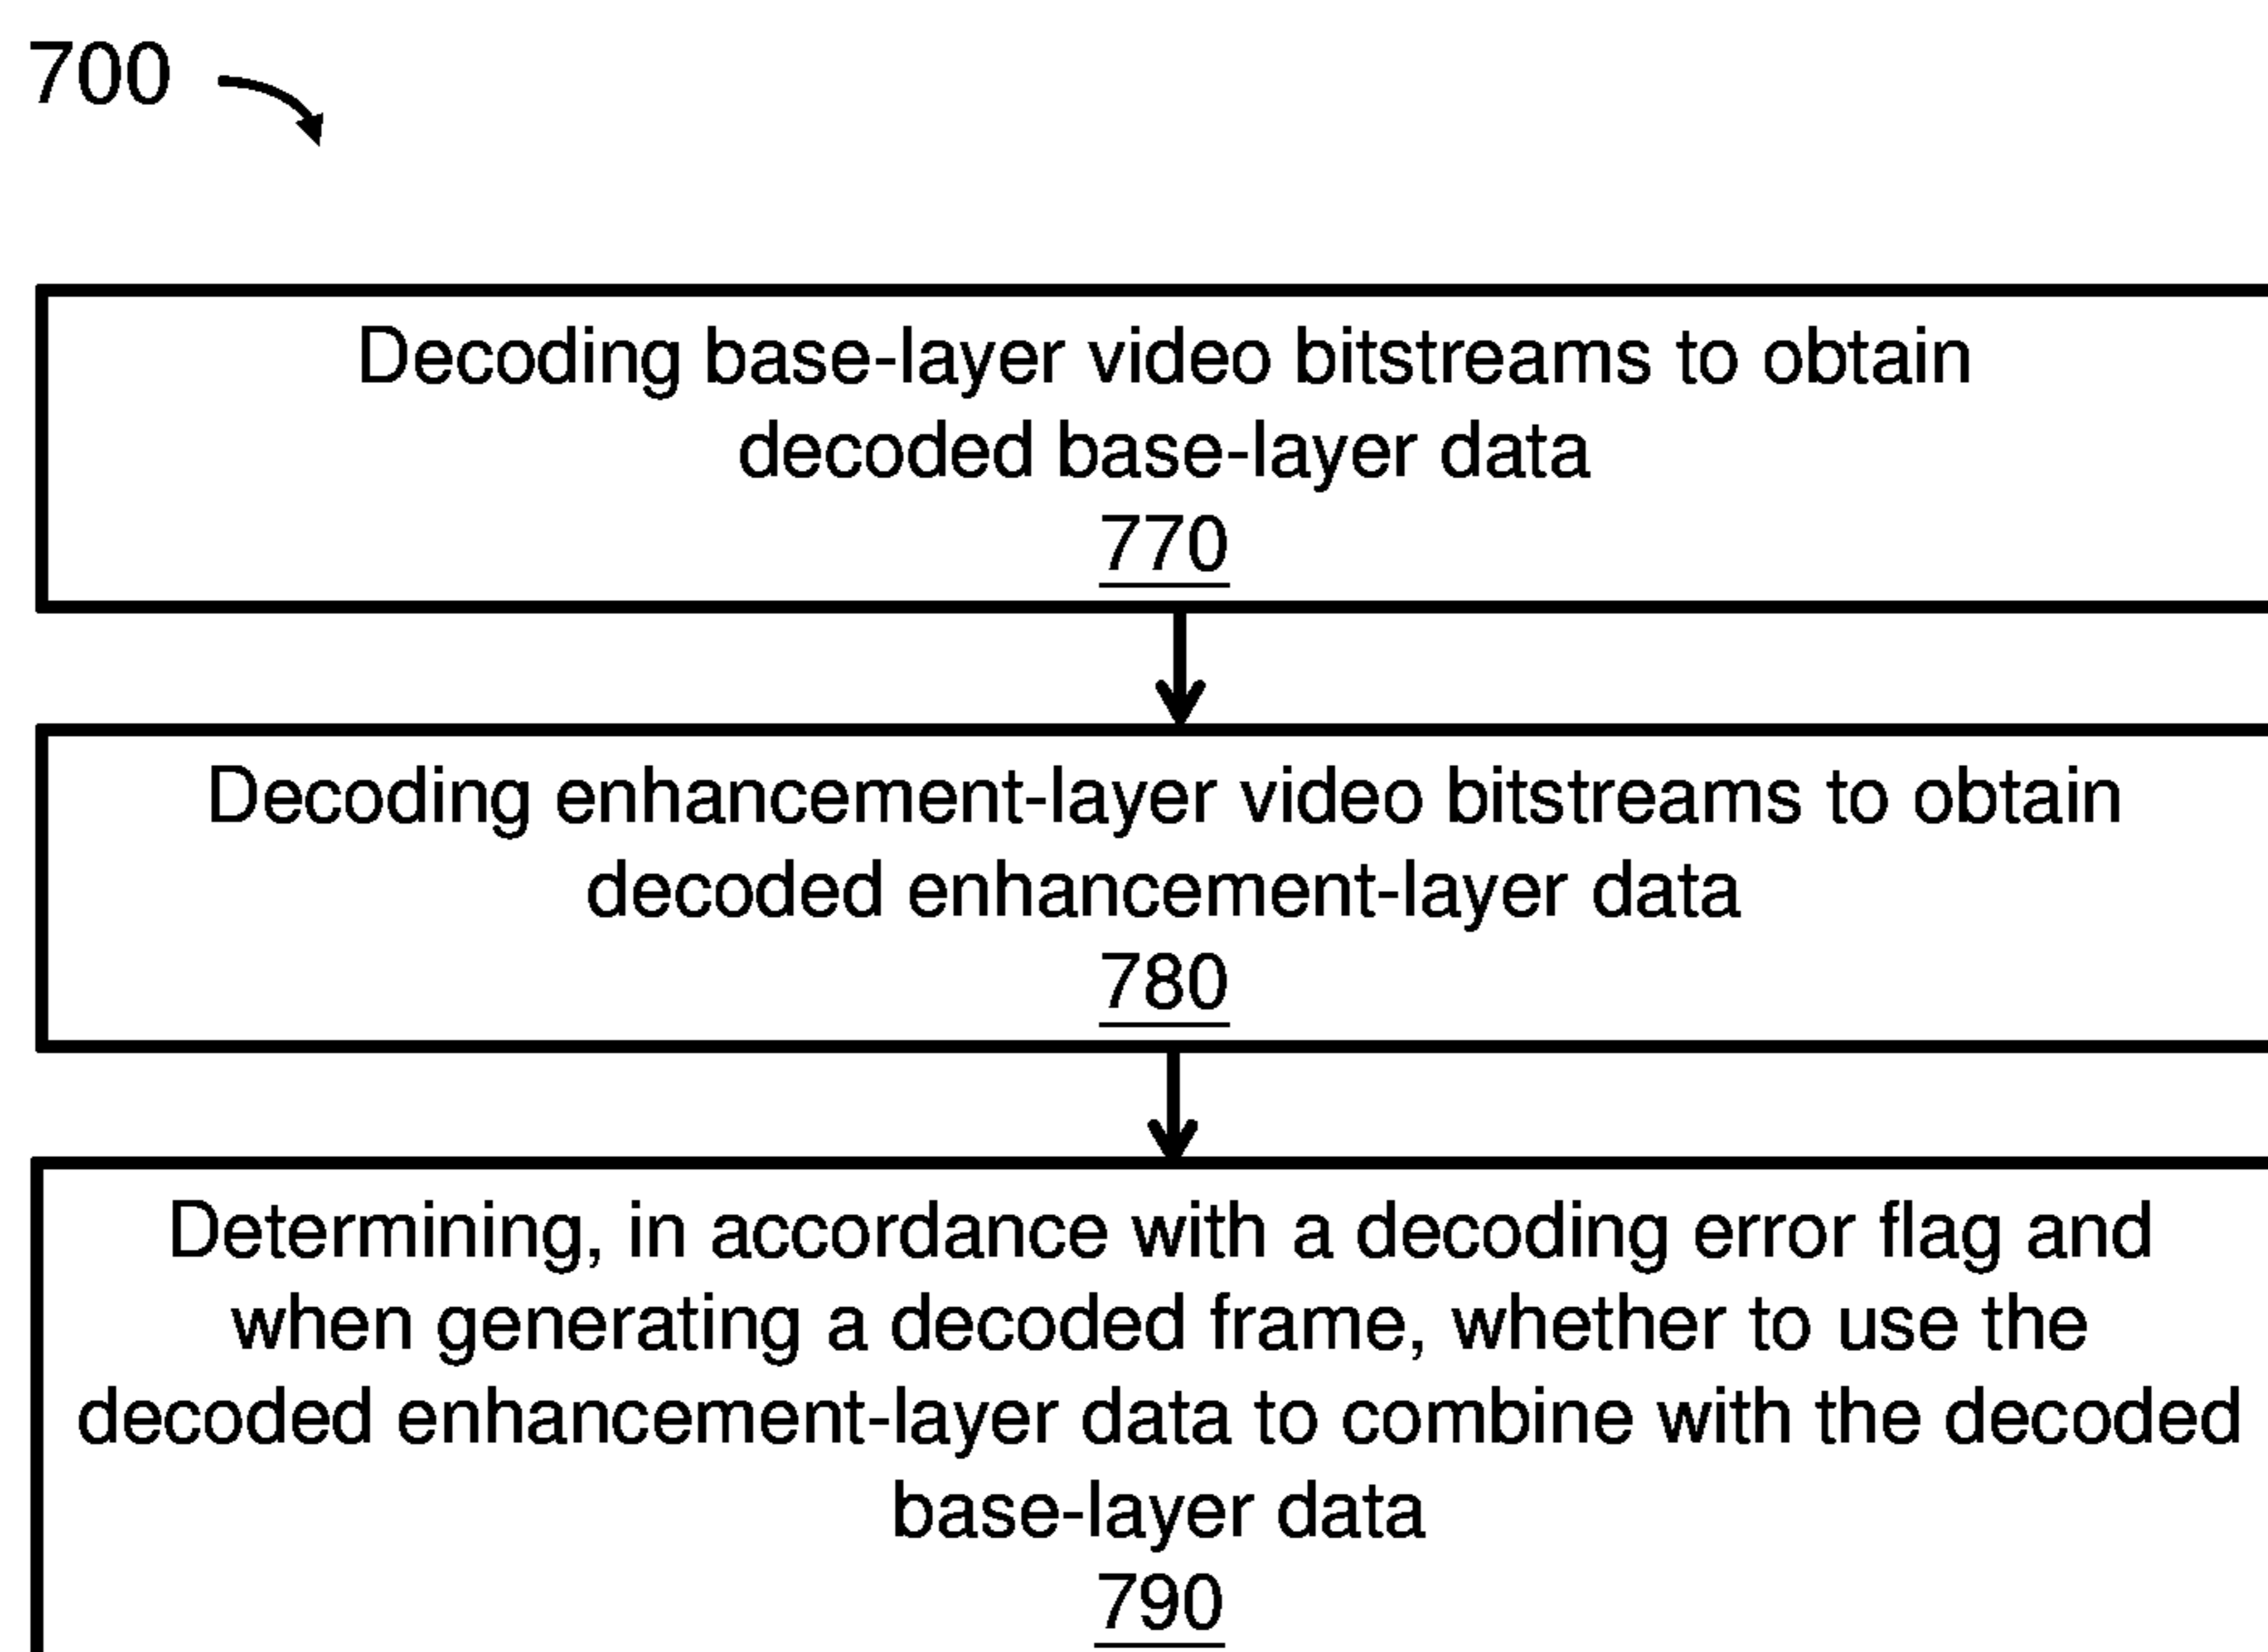 700
Decoding base-layer video bitstreams to obtain
decoded base-layer data
770
Decoding enhancement-layer video bitstreams to obtain
decoded enhancement-layer data
780
Determining, in accordance with a decoding error flag and
when generating a decoded frame, whether to use the
decoded enhancement-layer data to combine with the decoded
base-layer data
790